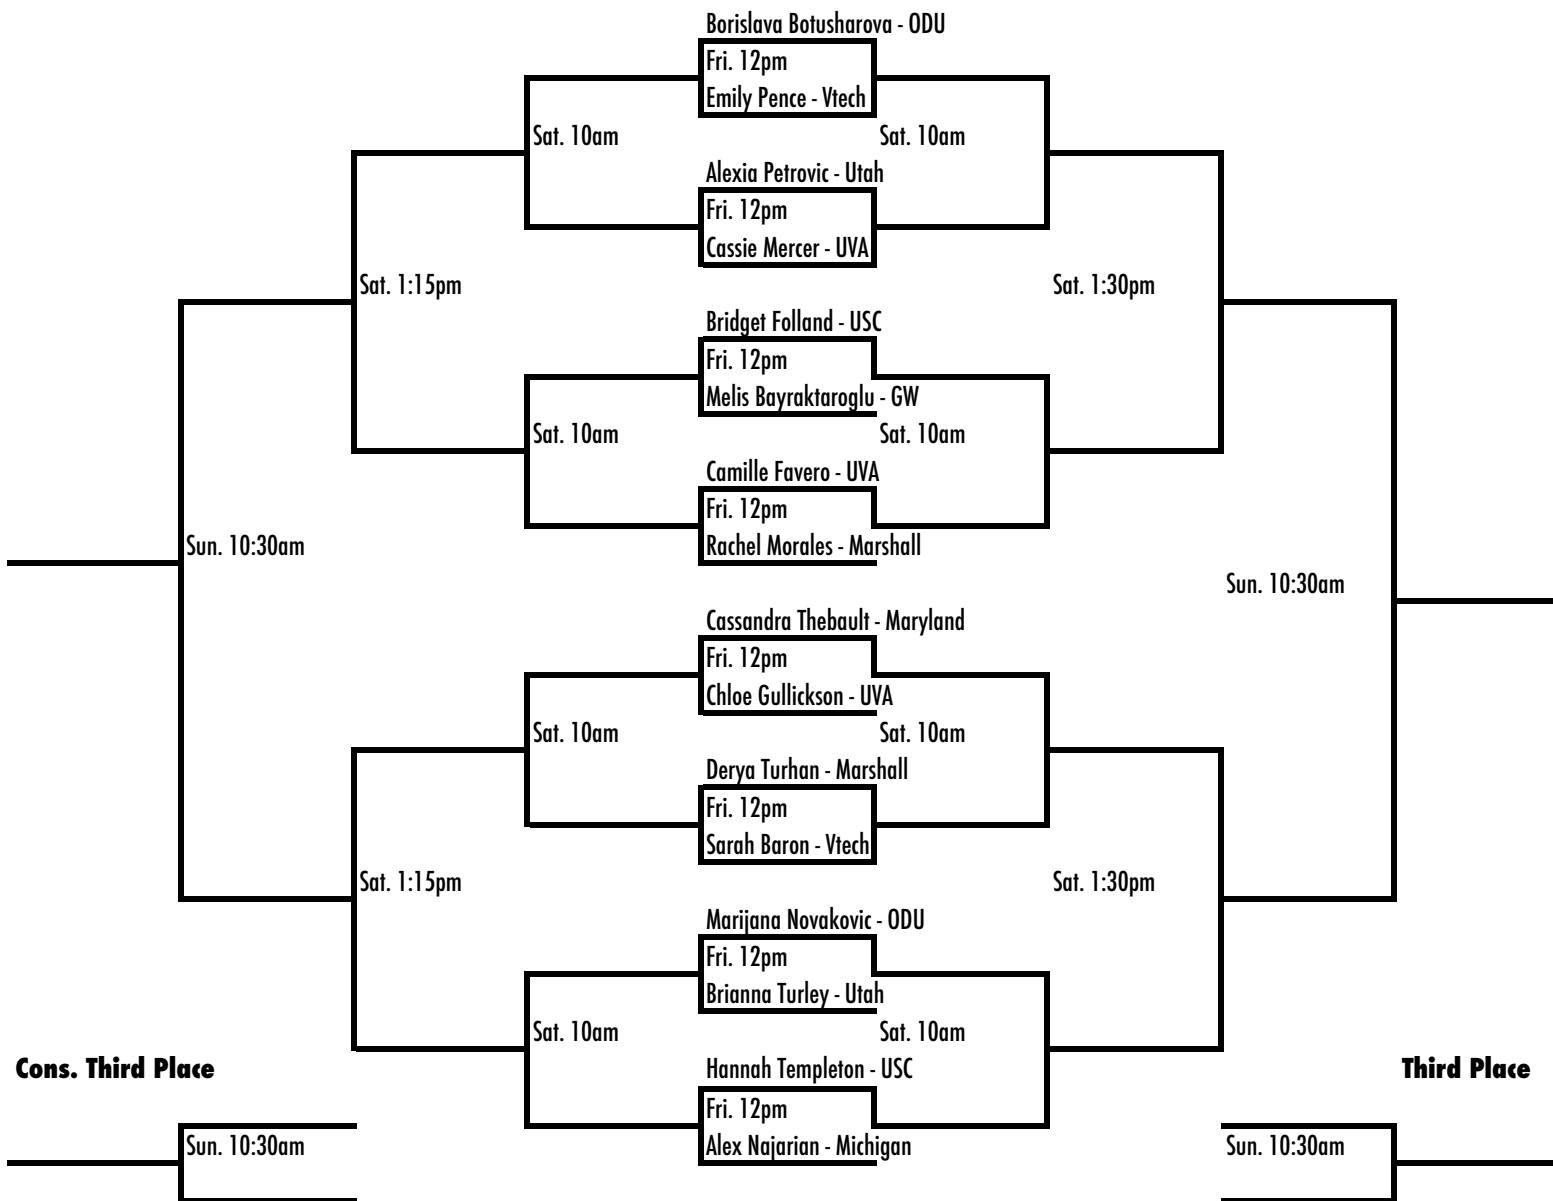 Borislava Botusharova - ODU
Fri. 12pm
Emily Pence - Vtech
Sat. 10am
Sat. 10am
Alexia Petrovic - Utah
Fri. 12pm
Cassie Mercer - UVA
Sat. 1:15pm
Sat. 1:30pm
Bridget Folland - USC
Fri. 12pm
Melis Bayraktaroglu - GW
Sat. 10am
Sat. 10am
Camille Favero - UVA
Fri. 12pm
Rachel Morales - Marshall
Sun. 10:30am
Sun. 10:30am
Cassandra Thebault - Maryland
Fri. 12pm
Chloe Gullickson - UVA
Sat. 10am
Sat. 10am
Derya Turhan - Marshall
Fri. 12pm
Sarah Baron - Vtech
Sat. 1:15pm
Sat. 1:30pm
Marijana Novakovic - ODU
Fri. 12pm
Brianna Turley - Utah
Sat. 10am
Sat. 10am
Cons. Third Place
Hannah Templeton - USC
Third Place
Fri. 12pm
Sun. 10:30am
Alex Najarian - Michigan
Sun. 10:30am